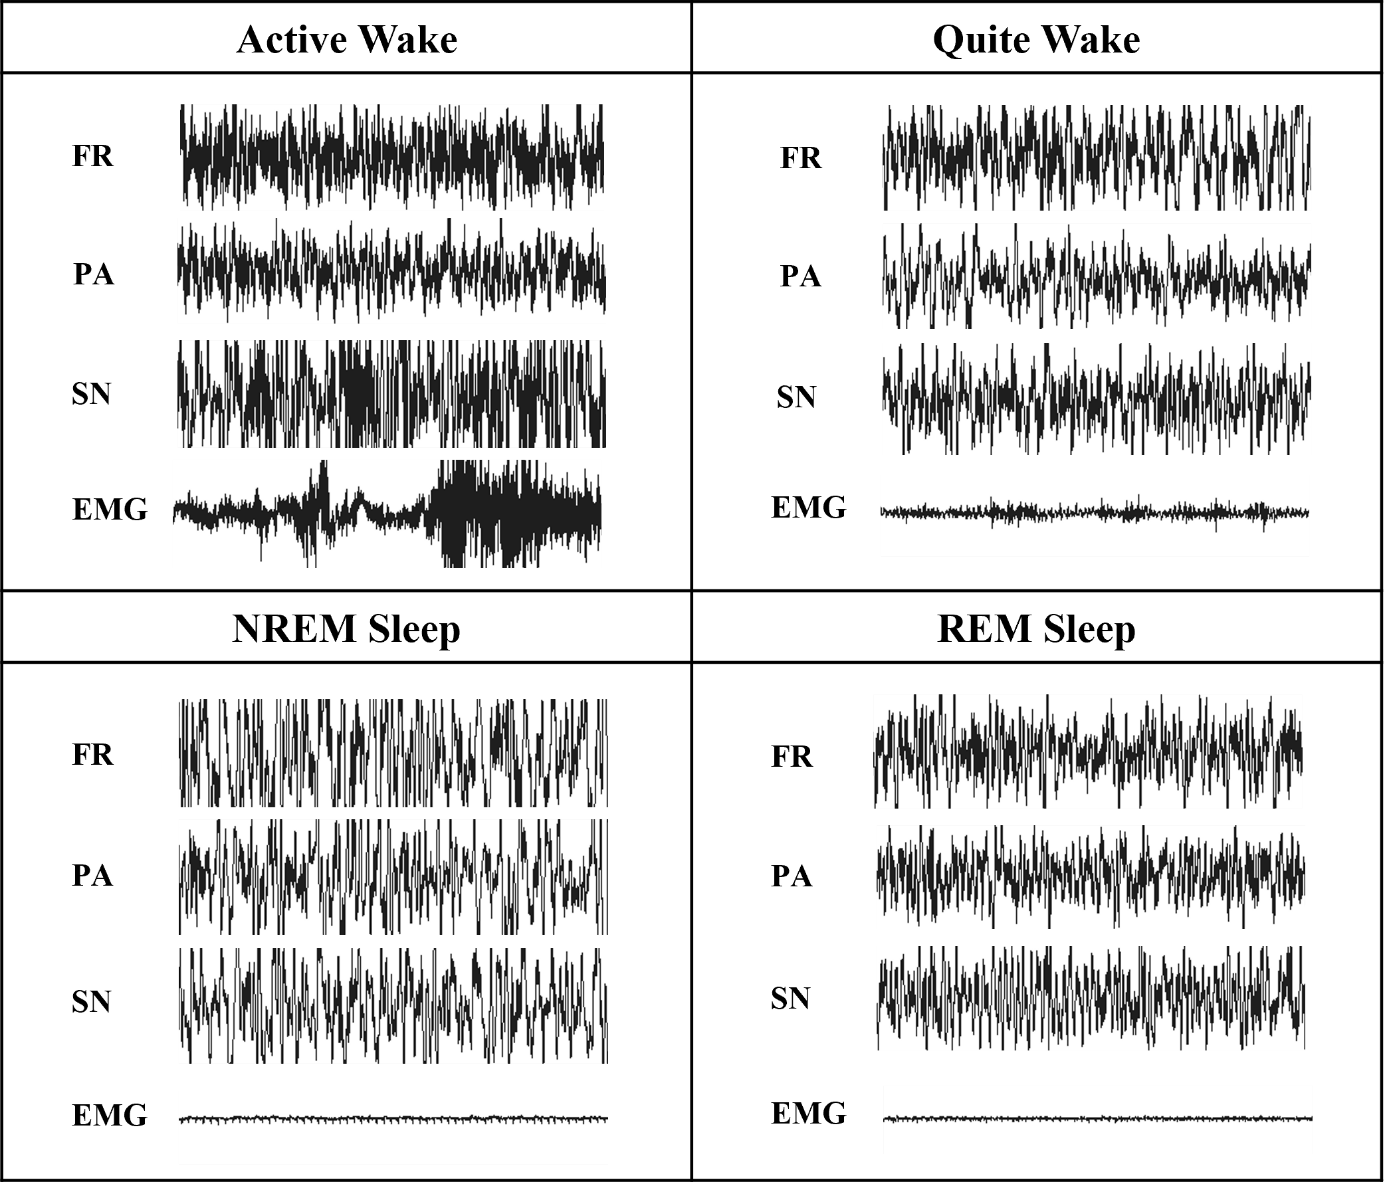 Active Wake
FR
PA
SN
EMG
Quite Wake
FR
PA
SN
EMG
NREM Sleep
FR
PA
SN
EMG
REM Sleep
FR
PA
SN
EMG